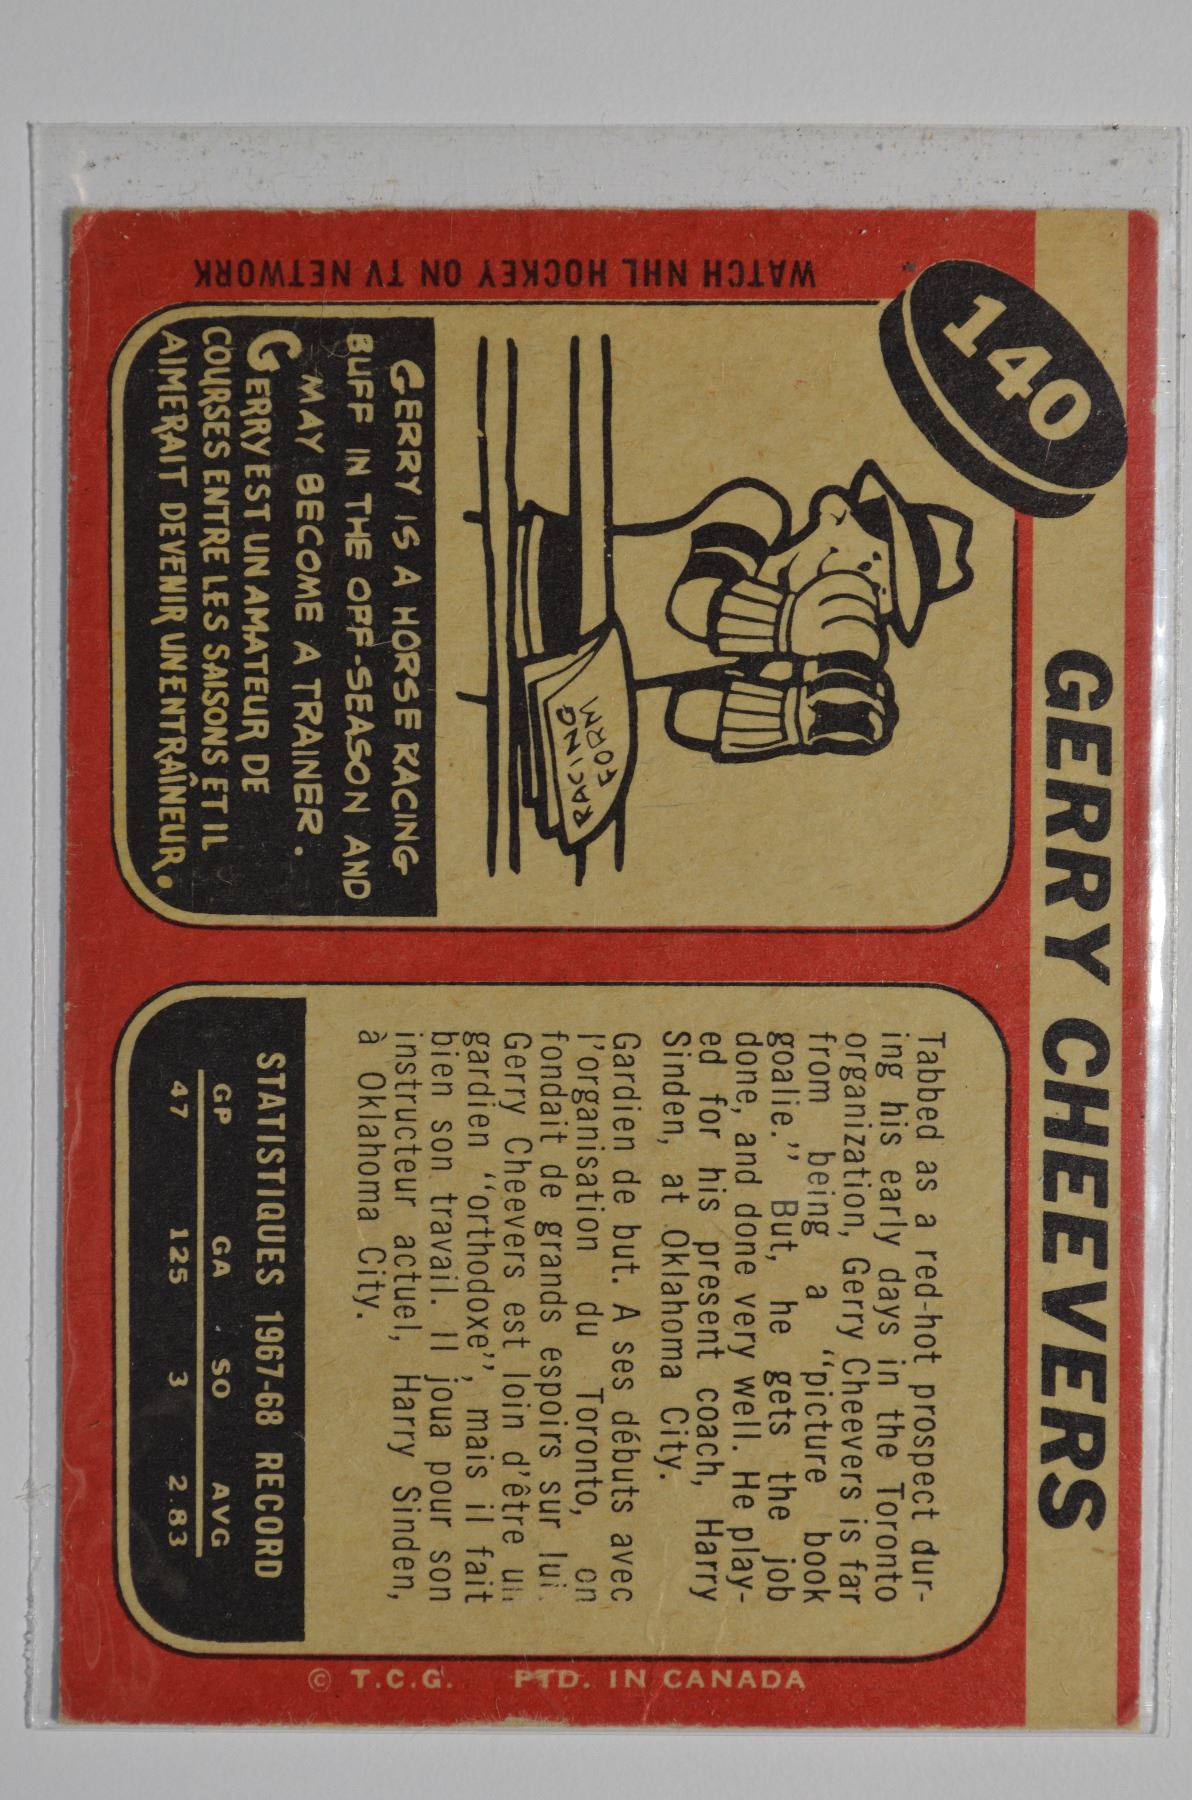 140
GERRY CHEEVERS
WATCH NHL HOCKEY ON TV NETWORK
RACING
FORM
GERRY IS A HORSE RACING
BUFF IN THE OFF-SEASON AND
MAY BECOME A TRAINER.
GERRY EST UN AMATEUR DE
COURSES ENTRE LES SAISONS ET IL
AIMERAIT DEVENIR UN ENTRAÎNEUR.
Tabbed as a red-hot prospect dur-
ing his early days in the Toronto
organization, Gerry Cheevers is far
from being a "picture book
goalie." But, he gets the job
done, and done very well. He play-
ed for his present coach, Harry
Sinden, at Oklahoma City.
Gardien de but. A ses débuts avec
l'organisation du Toronto, on
fondait de grands espoirs sur lui.
Gerry Cheevers est loin d'être un
gardien "orthodoxe", mais il fait
bien son travail. Il joua pour son
instructeur actuel, Harry Sinden,
à Oklahoma City.
STATISTIQUES 1967-68 RECORD
GP GA SO AVG
47 125 3 2.83
© T.C.G. PTD. IN CANADA